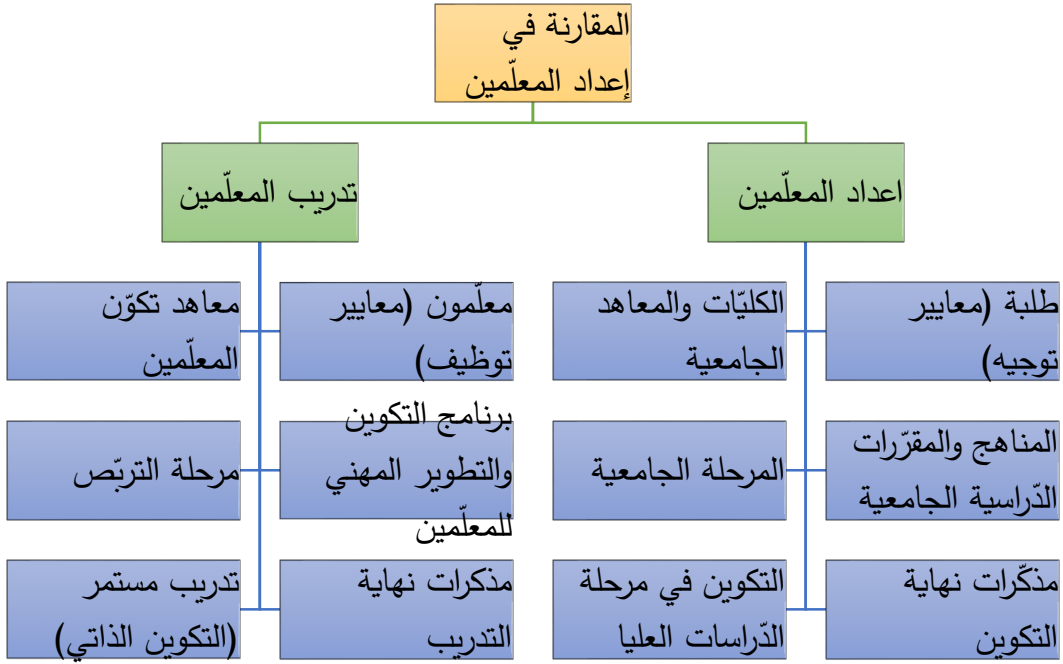 المقارنة في
إعداد المعلّمين
اعداد المعلّمين
تدريب المعلّمين
طلبة (معايير
توجيه)
الكليّات والمعاهد
الجامعية
المناهج والمقرّرات
الدّراسية الجامعية
المرحلة الجامعية
مذكّرات نهاية
التكوين
التكوين في مرحلة
الدّراسات العليا
معلّمون (معايير
توظيف)
معاهد تكوّن
المعلّمين
برنامج التكوين
والتطوير المهني
للمعلّمين
مرحلة التربّص
مذكرات نهاية
التدريب
تدريب مستمر
(التكوين الذاتي)